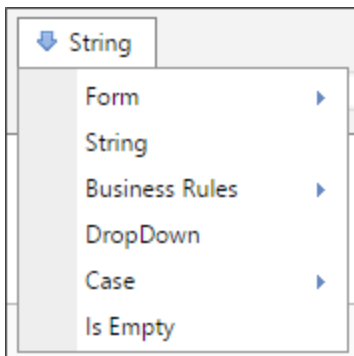 String
Form
String
Business Rules
DropDown
Case
Is Empty